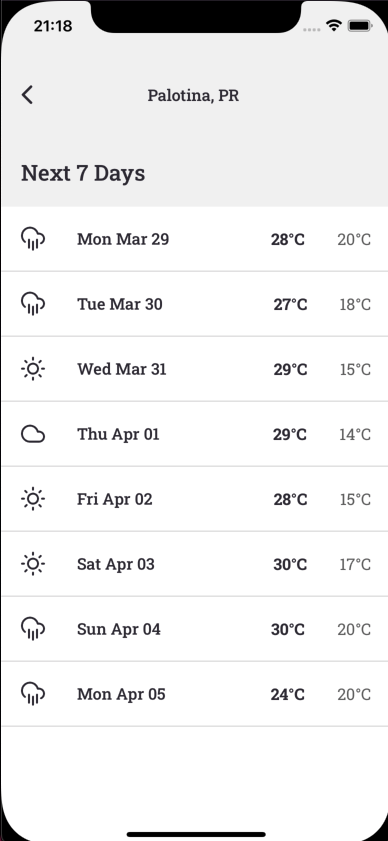 21:18
Palotina, PR
Next 7 Days
Mon Mar 29 28°C 20°C
Tue Mar 30 27°C 18°C
Wed Mar 31 29°C 15°C
Thu Apr 01 29°C 14°C
Fri Apr 02 28°C 15°C
Sat Apr 03 30°C 17°C
Sun Apr 04 30°C 20°C
Mon Apr 05 24°C 20°C